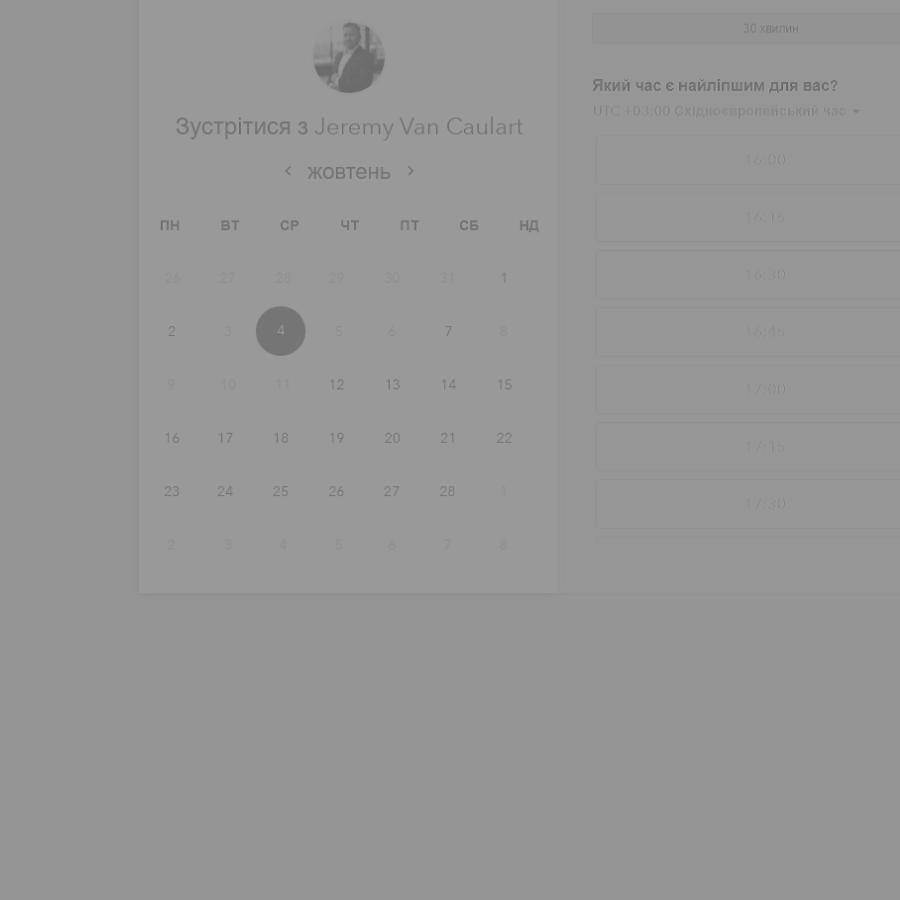 Зустрітися з Jeremy Van Caulart
жовтень
ПН ВТ СР ЧТ ПТ СБ НД
26 27 28 29 30 31 1
2 3 4 5 6 7 8
9 10 11 12 13 14 15
16 17 18 19 20 21 22
23 24 25 26 27 28 1
2 3 4 5 6 7 8
30 хвилин
Який час є найліпшим для вас?
UTC +03:00 Східноєвропейський час
16:00
16:15
16:30
16:45
17:00
17:15
17:30